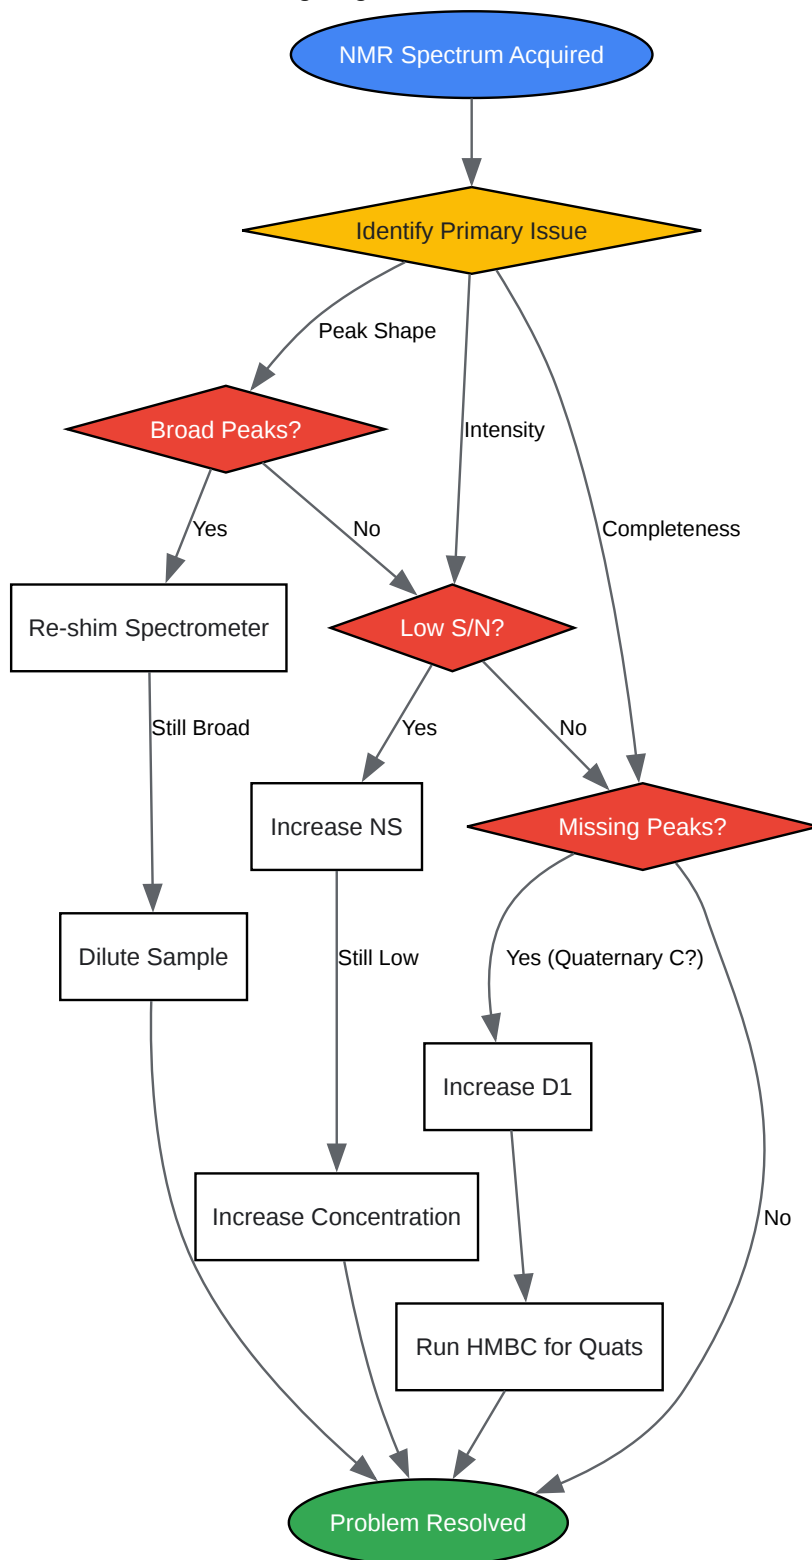 NMR Spectrum Acquired
Identify Primary Issue
Peak Shape
Broad Peaks?
Intensity
Completeness
Yes
No
Re-shim Spectrometer
Low S/N?
Still Broad
Yes
No
Increase NS
Missing Peaks?
Dilute Sample
Still Low
Yes (Quaternary C?)
Increase D1
Increase Concentration
No
Run HMBC for Quats
Problem Resolved